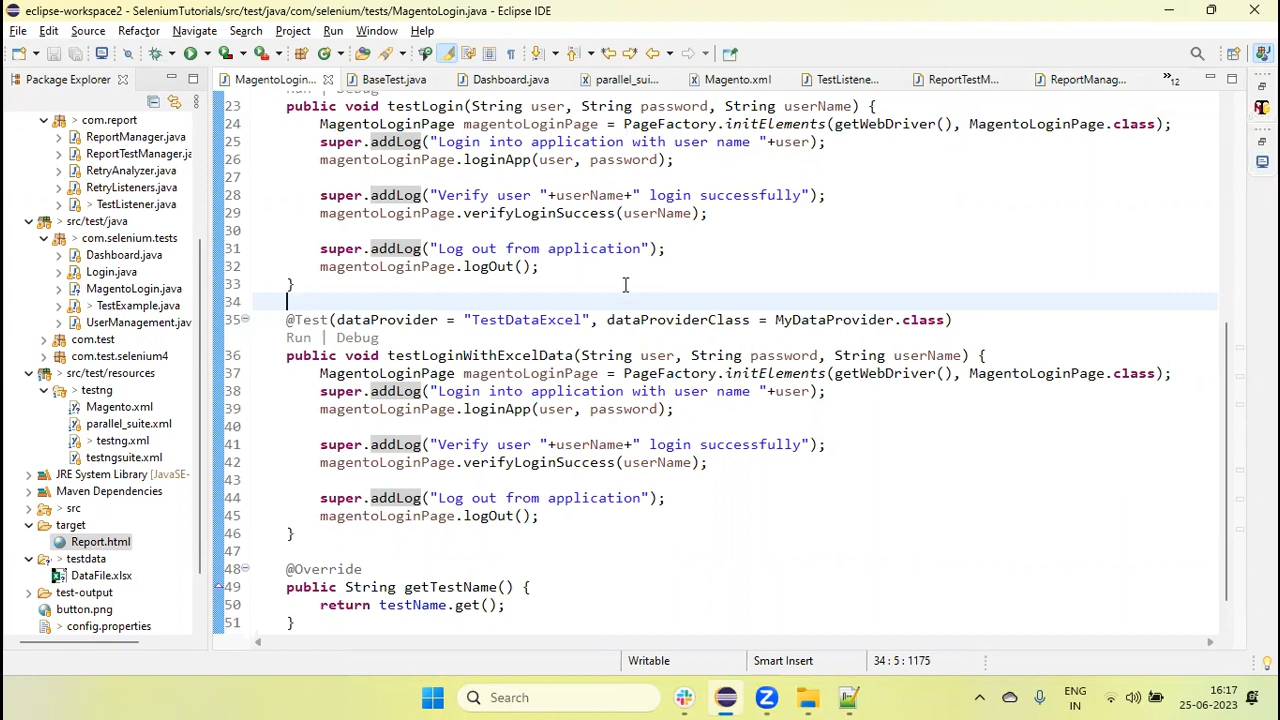 eclipse-workspace2 - SeleniumTutorials/src/test/java/com/selenium/tests/MagentoLogin.java - Eclipse IDE
File Edit Source Refactor Navigate Search Project Run Window Help
Package Explorer
MagentoLogin... BaseTest.java Dashboard.java parallel_sui... Magento.xml TestListene... ReportTestM... ReportManag... 12
com.report
ReportManager.java
ReportTestManager.ja
RetryAnalyzer.java
RetryListeners.java
TestListener.java
src/test/java
com.selenium.tests
Dashboard.java
Login.java
MagentoLogin.java
TestExample.java
UserManagement.java
com.test
com.test.selenium4
src/test/resources
testng
Magento.xml
parallel_suite.xml
testng.xml
testngsuite.xml
JRE System Library [JavaSE-
Maven Dependencies
src
target
Report.html
testdata
DataFile.xlsx
test-output
button.png
config.properties
Run | Debug
23 public void testLogin(String user, String password, String userName) {
24 MagentoLoginPage magentoLoginPage = PageFactory.initElements(getWebDriver(), MagentoLoginPage.class);
25 super.addLog("Login into application with user name "+user);
26 magentoLoginPage.loginApp(user, password);
27
28 super.addLog("Verify user "+userName+" login successfully");
29 magentoLoginPage.verifyLoginSuccess(userName);
30
31 super.addLog("Log out from application");
32 magentoLoginPage.logOut();
33 }
34
35 @Test(dataProvider = "TestDataExcel", dataProviderClass = MyDataProvider.class)
Run | Debug
36 public void testLoginWithExcelData(String user, String password, String userName) {
37 MagentoLoginPage magentoLoginPage = PageFactory.initElements(getWebDriver(), MagentoLoginPage.class);
38 super.addLog("Login into application with user name "+user);
39 magentoLoginPage.loginApp(user, password);
40
41 super.addLog("Verify user "+userName+" login successfully");
42 magentoLoginPage.verifyLoginSuccess(userName);
43
44 super.addLog("Log out from application");
45 magentoLoginPage.logOut();
46 }
47
48 @Override
49 public String getTestName() {
50 return testName.get();
51 }
Writable Smart Insert 34 : 5 : 1175
Search
ENG
IN
16:17
25-06-2023